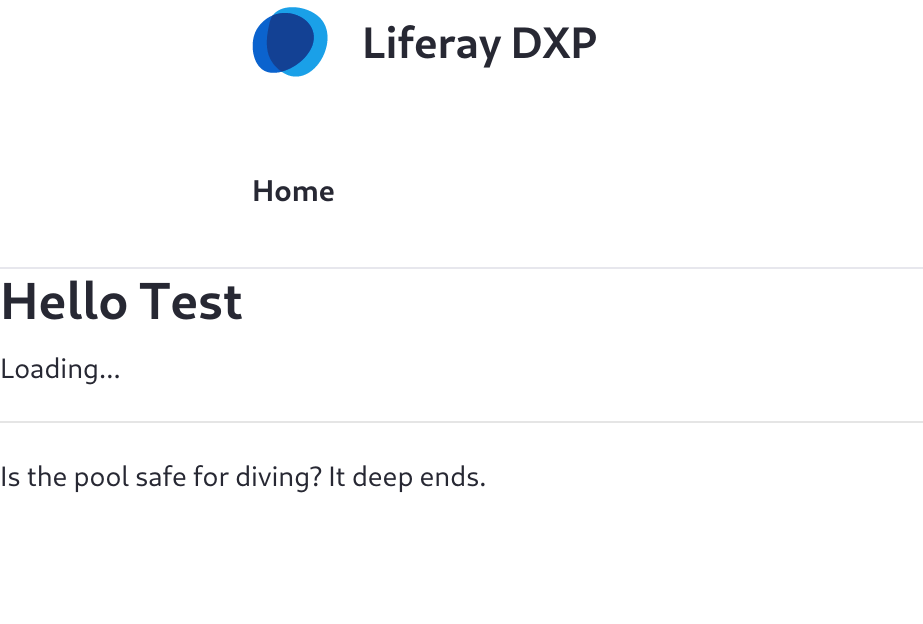 Liferay DXP
Home
Hello Test
Loading...
Is the pool safe for diving? It deep ends.